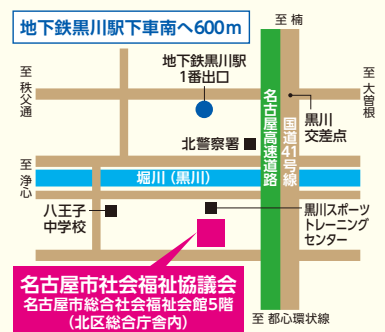 地下鉄黒川駅下車南へ600m
至 楠
至 秩父通
地下鉄黒川駅
1番出口
名古屋高速道路
国道41号線
黒川
交差点
至 大曽根
北警察署
至 浄心
堀川(黒川)
八王子
中学校
黒川スポーツ
トレーニング
センター
名古屋市社会福祉協議会
名古屋市総合社会福祉会館5階
(北区総合庁舎内)
至 都心環状線